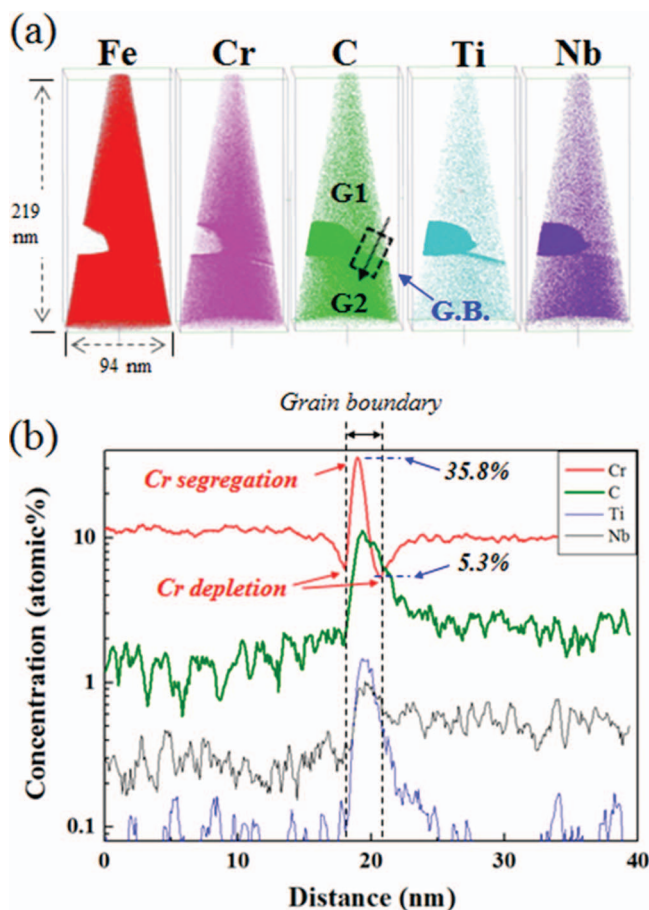 (a)
Fe Cr C Ti Nb
219
nm
G1
G2
G.B.
94 nm
Grain boundary
(b)
Cr segregation
35.8%
Cr
C
Ti
Nb
10
Cr depletion
5.3%
1
0.1
Concentration (atomic%)
0 10 20 30 40
Distance (nm)